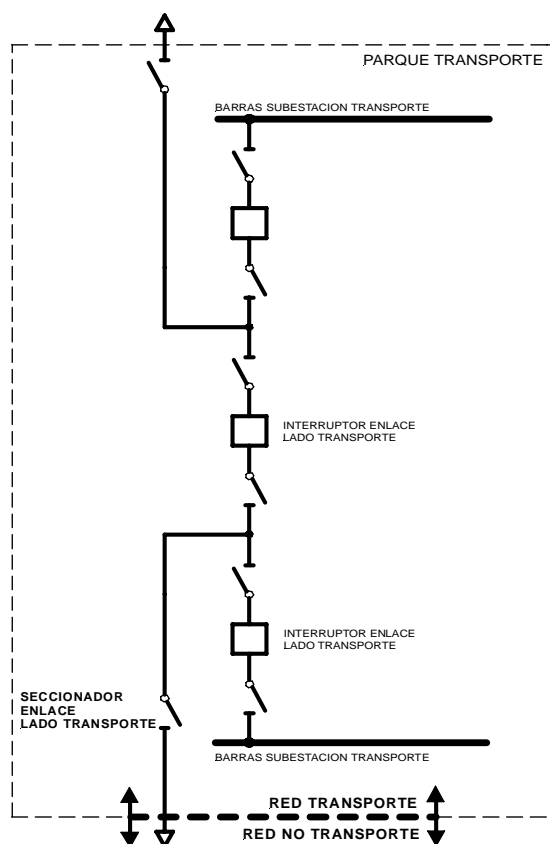 PARQUE TRANSPORTE
BARRAS SUBESTACION TRANSPORTE
INTERRUPTOR ENLACE
LADO TRANSPORTE
INTERRUPTOR ENLACE
LADO TRANSPORTE
SECCIONADOR
ENLACE
LADO TRANSPORTE
BARRAS SUBESTACION TRANSPORTE
RED TRANSPORTE
RED NO TRANSPORTE